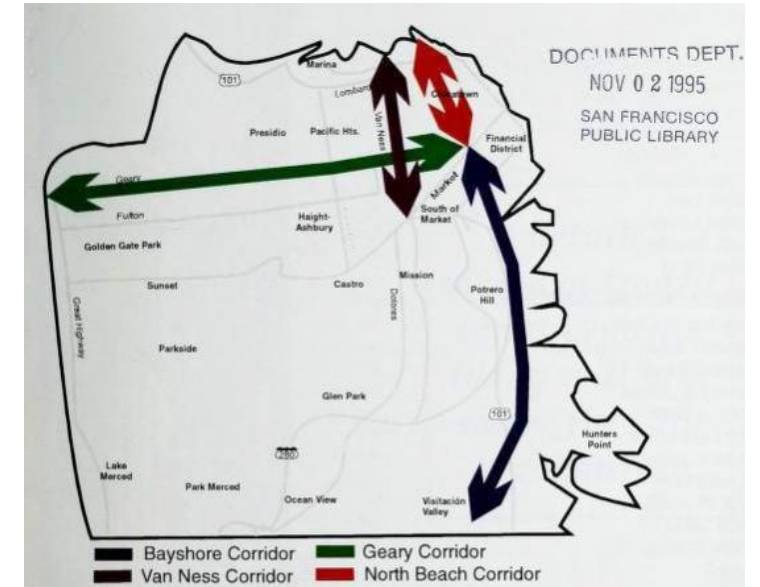 DOCUMENTS DEPT.
NOV 02 1995
SAN FRANCISCO
PUBLIC LIBRARY
Marina
101
Lombard
Chinatown
Van Ness
Presidio
Pacific Hts.
Financial
District
Geary
Market
Fulton
Haight-
Ashbury
South of
Market
Golden Gate Park
Sunset
Castro
Mission
Potrero
Hill
Dolores
Great Highway
Parkside
Glen Park
101
Hunters
Point
280
Lake
Merced
Park Merced
Ocean View
Visitación
Valley
Bayshore Corridor
Geary Corridor
Van Ness Corridor
North Beach Corridor